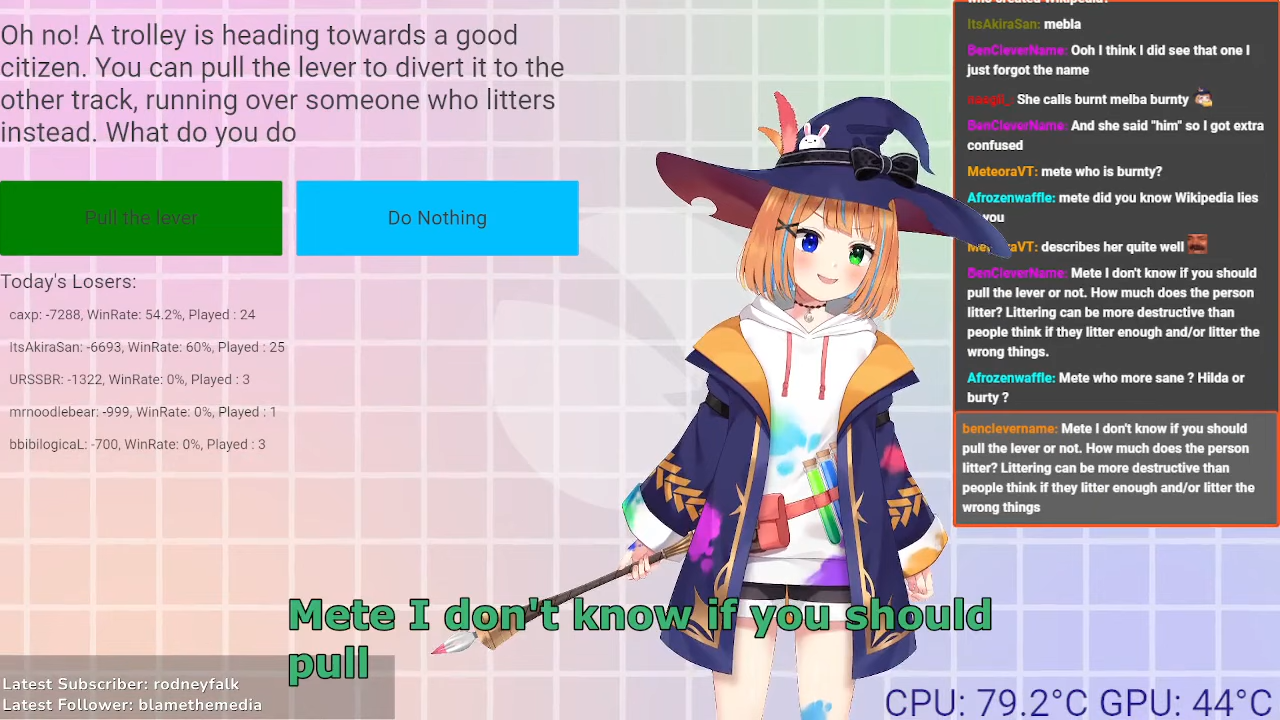 Oh no! A trolley is heading towards a good
citizen. You can pull the lever to divert it to the
other track, running over someone who litters
instead. What do you do
Pull the lever
Do Nothing
Today's Losers:
caxp: -7288, WinRate: 54.2%, Played : 24
ItsAkiraSan: -6693, WinRate: 60%, Played : 25
URSSBR: -1322, WinRate: 0%, Played : 3
mrnoodlebear: -999, WinRate: 0%, Played : 1
bbibilogicaL: -700, WinRate: 0%, Played : 3
who created Wikipedia?
ItsAkiraSan: mebla
BenCleverName: Ooh I think I did see that one I
just forgot the name
She calls burnt melba burnty
BenCleverName: And she said "him" so I got extra
confused
MeteoraVT: mete who is burnty?
Afrozenwaffle: mete did you know Wikipedia lies
you
describes her quite well
BenCleverName: Mete I don't know if you should
pull the lever or not. How much does the person
litter? Littering can be more destructive than
people think if they litter enough and/or litter the
wrong things.
Afrozenwaffle: Mete who more sane ? Hilda or
burty ?
benclevername: Mete I don't know if you should
pull the lever or not. How much does the person
litter? Littering can be more destructive than
people think if they litter enough and/or litter the
wrong things
Mete I don't know if you should
pull
Latest Subscriber: rodneyfalk
Latest Follower: blamethemedia
CPU: 79.2°C GPU: 44°C